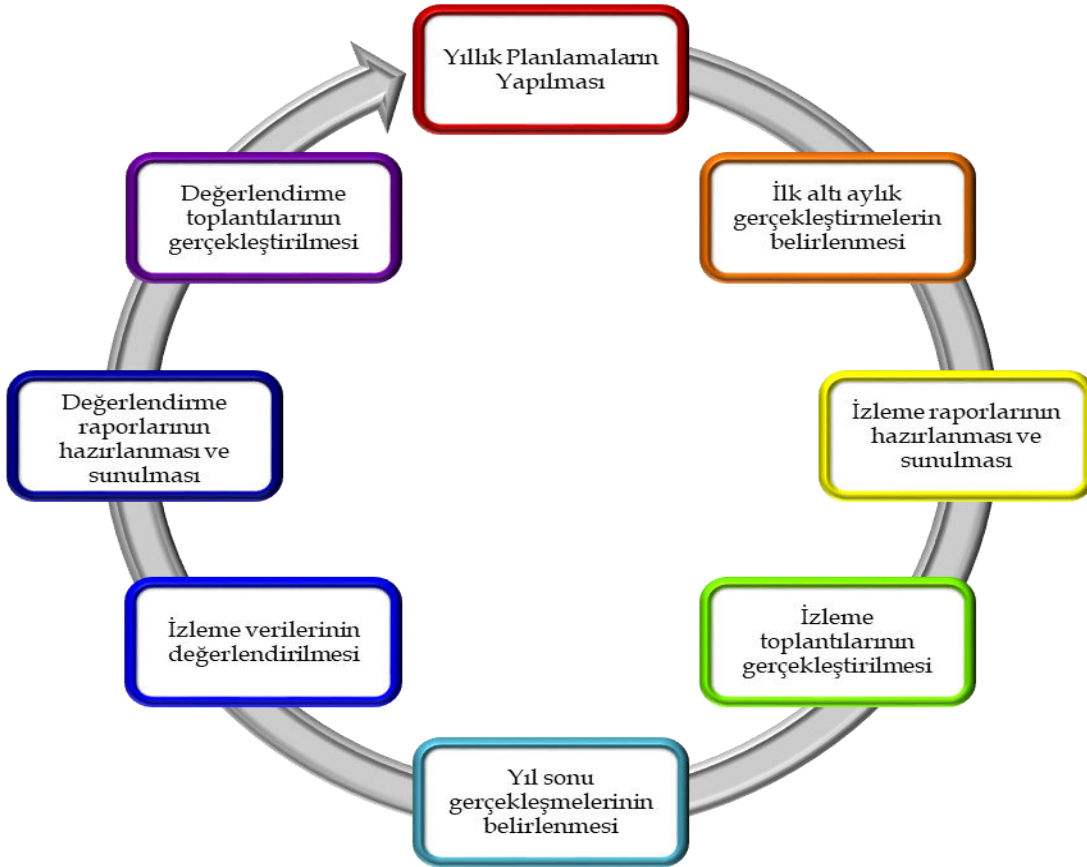 Yıllık Planlamaların
Yapılması
İlk altı aylık
gerçekleştirmelerin
belirlenmesi
İzleme raporlarının
hazırlanması ve
sunulması
İzleme
toplantılarının
gerçekleştirilmesi
Yıl sonu
gerçekleşmelerinin
belirlenmesi
İzleme verilerinin
değerlendirilmesi
Değerlendirme
raporlarının
hazırlanması ve
sunulması
Değerlendirme
toplantılarının
gerçekleştirilmesi